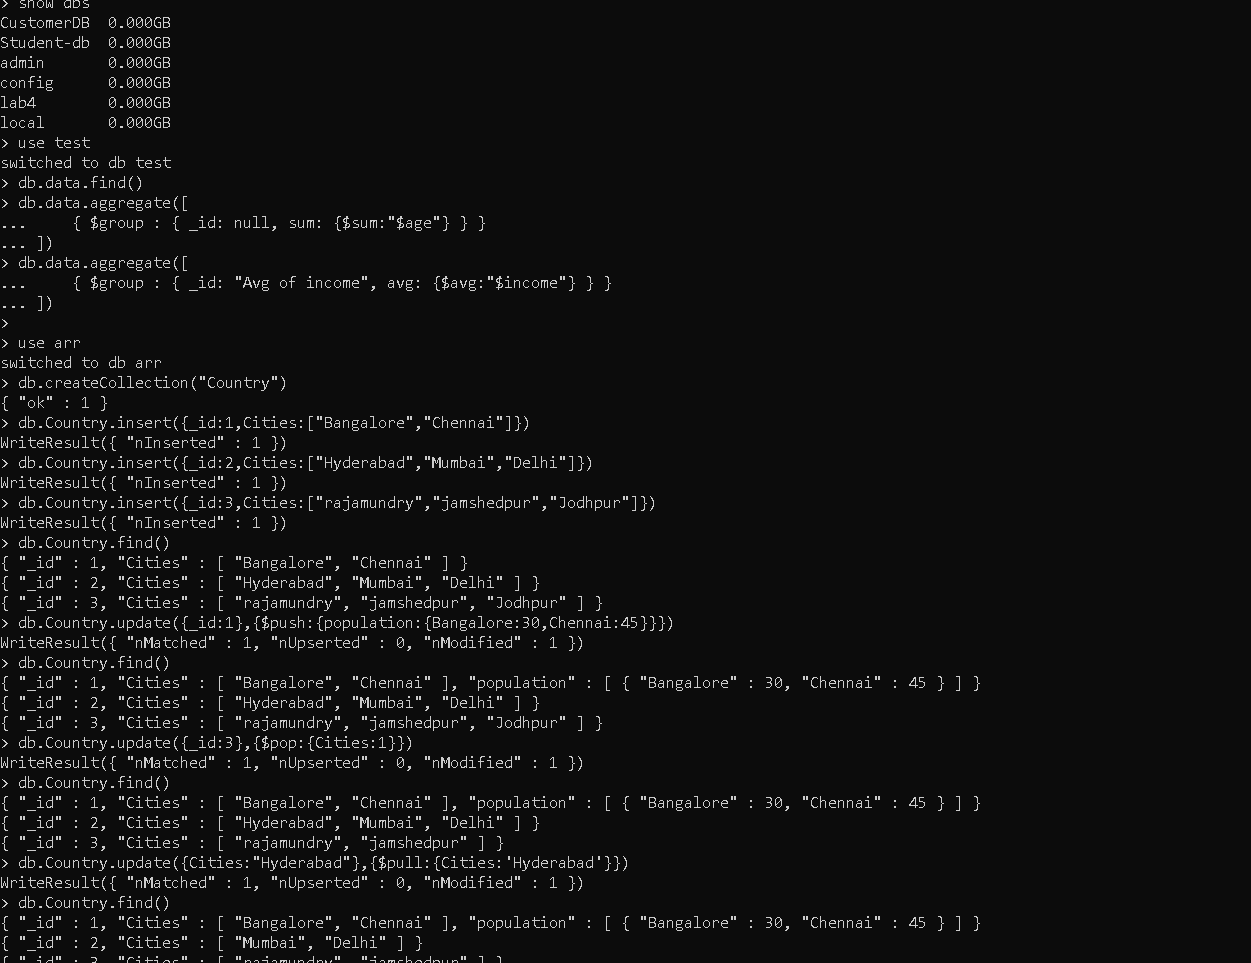 > show dbs
CustomerDB  0.000GB
Student-db  0.000GB
admin       0.000GB
config      0.000GB
lab4        0.000GB
local       0.000GB
> use test
switched to db test
> db.data.find()
> db.data.aggregate([
...     { $group : { _id: null, sum: {$sum:"$age"} } }
... ])
> db.data.aggregate([
...     { $group : { _id: "Avg of income", avg: {$avg:"$income"} } }
... ])
>
> use arr
switched to db arr
> db.createCollection("Country")
{ "ok" : 1 }
> db.Country.insert({_id:1,Cities:["Bangalore","Chennai"]})
WriteResult({ "nInserted" : 1 })
> db.Country.insert({_id:2,Cities:["Hyderabad","Mumbai","Delhi"]})
WriteResult({ "nInserted" : 1 })
> db.Country.insert({_id:3,Cities:["rajamundry","jamshedpur","Jodhpur"]})
WriteResult({ "nInserted" : 1 })
> db.Country.find()
{ "_id" : 1, "Cities" : [ "Bangalore", "Chennai" ] }
{ "_id" : 2, "Cities" : [ "Hyderabad", "Mumbai", "Delhi" ] }
{ "_id" : 3, "Cities" : [ "rajamundry", "jamshedpur", "Jodhpur" ] }
> db.Country.update({_id:1},{$push:{population:{Bangalore:30,Chennai:45}}})
WriteResult({ "nMatched" : 1, "nUpserted" : 0, "nModified" : 1 })
> db.Country.find()
{ "_id" : 1, "Cities" : [ "Bangalore", "Chennai" ], "population" : [ { "Bangalore" : 30, "Chennai" : 45 } ] }
{ "_id" : 2, "Cities" : [ "Hyderabad", "Mumbai", "Delhi" ] }
{ "_id" : 3, "Cities" : [ "rajamundry", "jamshedpur", "Jodhpur" ] }
> db.Country.update({_id:3},{$pop:{Cities:1}})
WriteResult({ "nMatched" : 1, "nUpserted" : 0, "nModified" : 1 })
> db.Country.find()
{ "_id" : 1, "Cities" : [ "Bangalore", "Chennai" ], "population" : [ { "Bangalore" : 30, "Chennai" : 45 } ] }
{ "_id" : 2, "Cities" : [ "Hyderabad", "Mumbai", "Delhi" ] }
{ "_id" : 3, "Cities" : [ "rajamundry", "jamshedpur" ] }
> db.Country.update({Cities:"Hyderabad"},{$pull:{Cities:'Hyderabad'}})
WriteResult({ "nMatched" : 1, "nUpserted" : 0, "nModified" : 1 })
> db.Country.find()
{ "_id" : 1, "Cities" : [ "Bangalore", "Chennai" ], "population" : [ { "Bangalore" : 30, "Chennai" : 45 } ] }
{ "_id" : 2, "Cities" : [ "Mumbai", "Delhi" ] }
{ "_id" : 3, "Cities" : [ "rajamundry", "jamshedpur" ] }